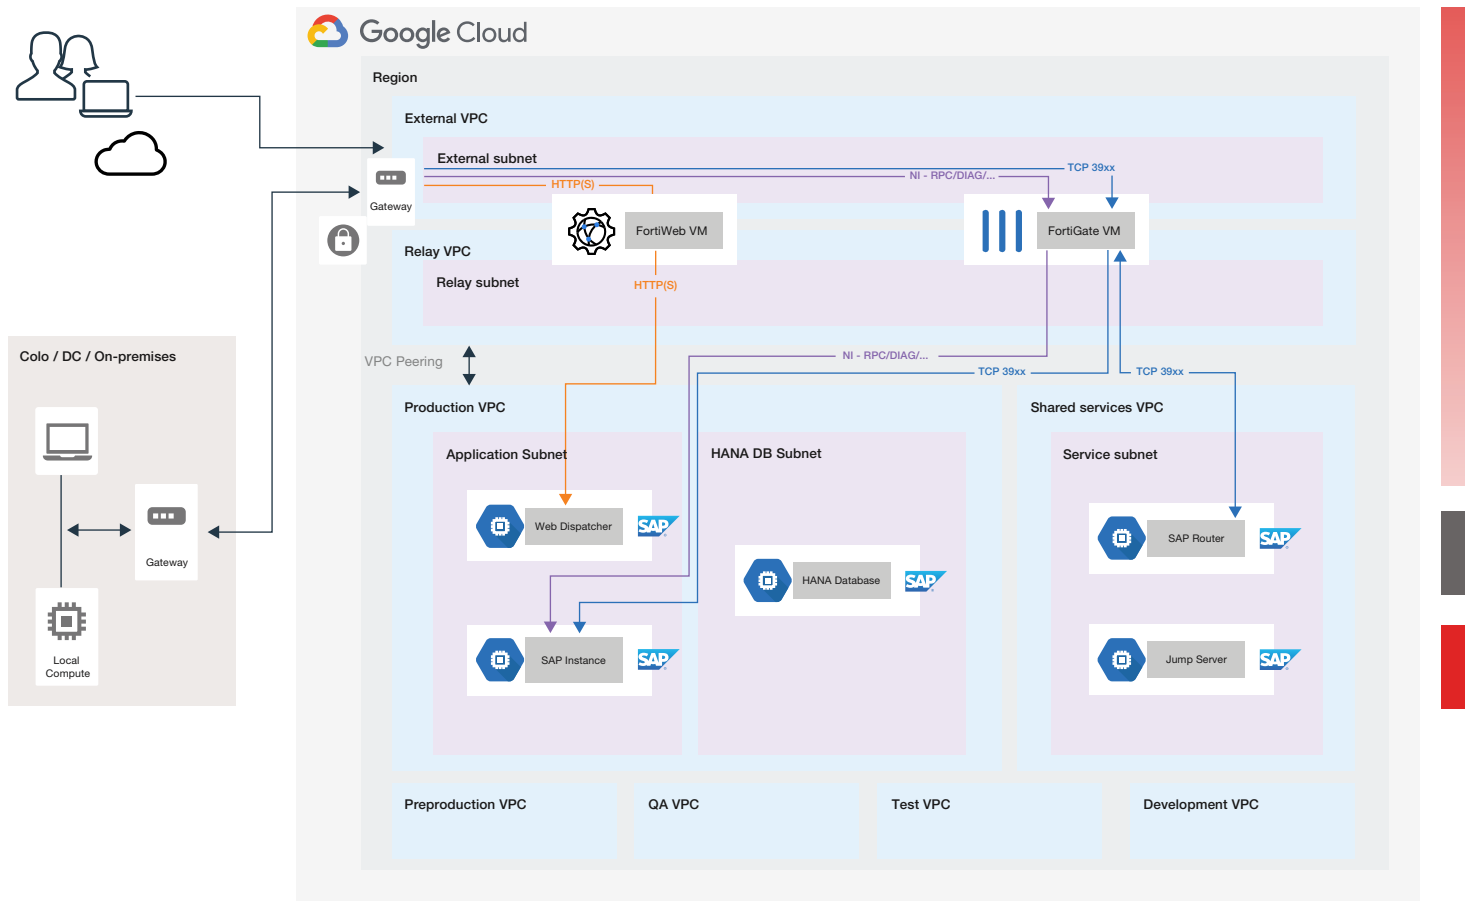 Google Cloud
Region
External VPC
External subnet
TCP 39xx
NI - RPC/DIAG/...
HTTP(S)
Gateway
FortiWeb VM
FortiGate VM
Relay VPC
Relay subnet
HTTP(S)
Colo / DC / On-premises
VPC Peering
NI - RPC/DIAG/...
TCP 39xx
TCP 39xx
Production VPC
Shared services VPC
Application Subnet
HANA DB Subnet
Service subnet
Web Dispatcher
SAP
SAP Router
SAP
Gateway
HANA Database
SAP
Local
Compute
SAP Instance
SAP
Jump Server
SAP
Preproduction VPC
QA VPC
Test VPC
Development VPC